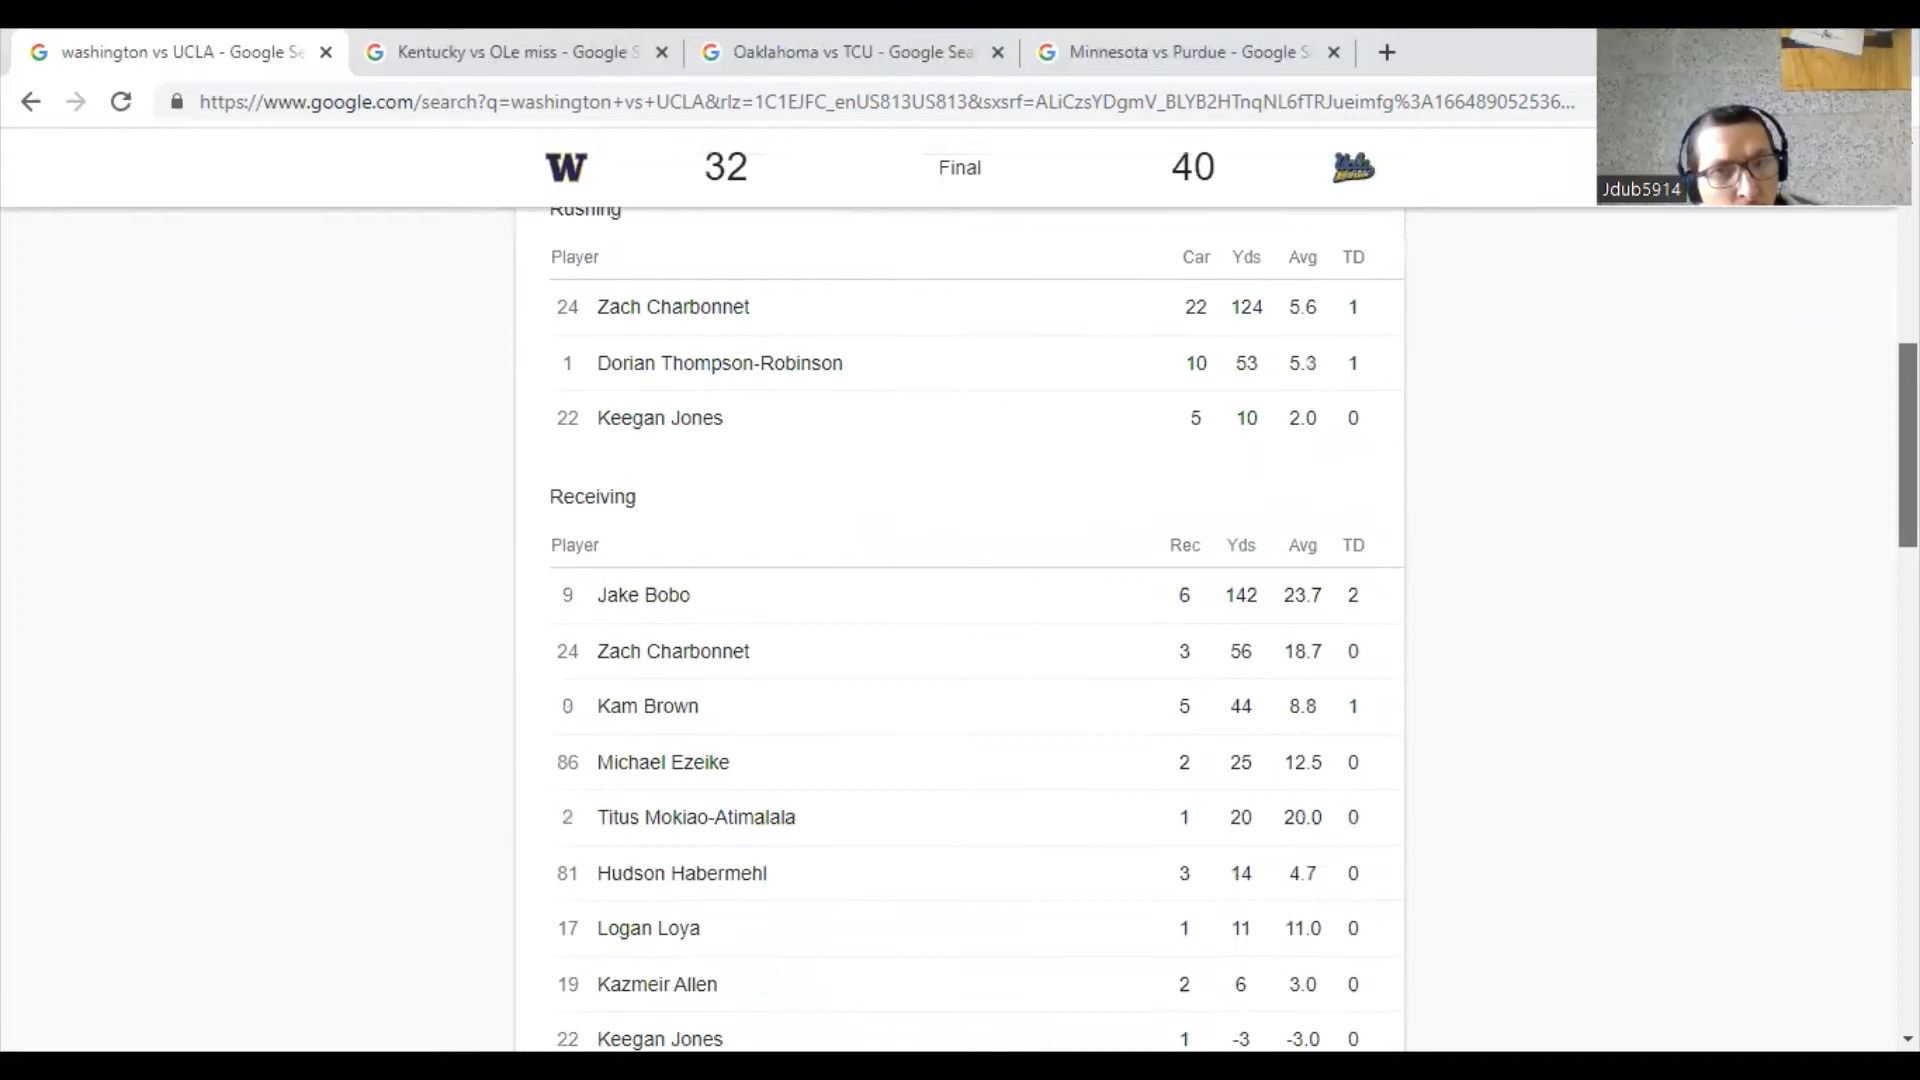 washington vs UCLA - Google Se
Kentucky vs OLe miss - Google S
Oaklahoma vs TCU - Google Sea
Minnesota vs Purdue - Google S
https://www.google.com/search?q=washington+vs+UCLA&rlz=1C1EJFC_enUS813US813&sxsrf=ALiCzsYDgmV_BLYB2HTnqNL6fTRJueimfg%3A166489052536...
W 32 Final 40 Ucla
Jdub5914
Rushing
Player Car Yds Avg TD
24 Zach Charbonnet 22 124 5.6 1
1 Dorian Thompson-Robinson 10 53 5.3 1
22 Keegan Jones 5 10 2.0 0
Receiving
Player Rec Yds Avg TD
9 Jake Bobo 6 142 23.7 2
24 Zach Charbonnet 3 56 18.7 0
0 Kam Brown 5 44 8.8 1
86 Michael Ezeike 2 25 12.5 0
2 Titus Mokiao-Atimalala 1 20 20.0 0
81 Hudson Habermehl 3 14 4.7 0
17 Logan Loya 1 11 11.0 0
19 Kazmeir Allen 2 6 3.0 0
22 Keegan Jones 1 -3 -3.0 0